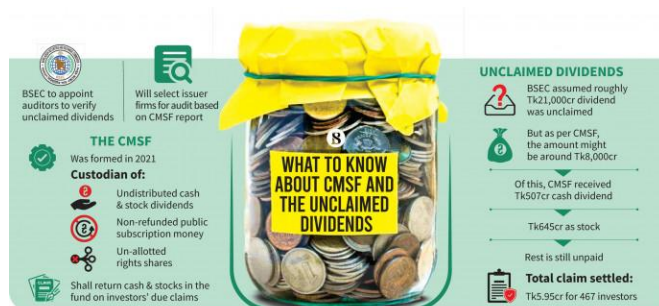 BSEC to appoint
auditors to verify
unclaimed dividends
Will select issuer
firms for audit based
on CMSF report
THE CMSF
Was formed in 2021
Custodian of:
Undistributed cash
& stock dividends
Non-refunded public
subscription money
Un-allotted
rights shares
Shall return cash & stocks in the
fund on investors' due claims
WHAT TO KNOW
ABOUT CMSF AND
THE UNCLAIMED
DIVIDENDS
UNCLAIMED DIVIDENDS
BSEC assumed roughly
Tk21,000cr dividend
was unclaimed
But as per CMSF,
the amount might
be around Tk8,000cr
Of this, CMSF received
Tk507cr cash dividend
Tk645cr as stock
Rest is still unpaid
Total claim settled:
Tk5.95cr for 467 investors